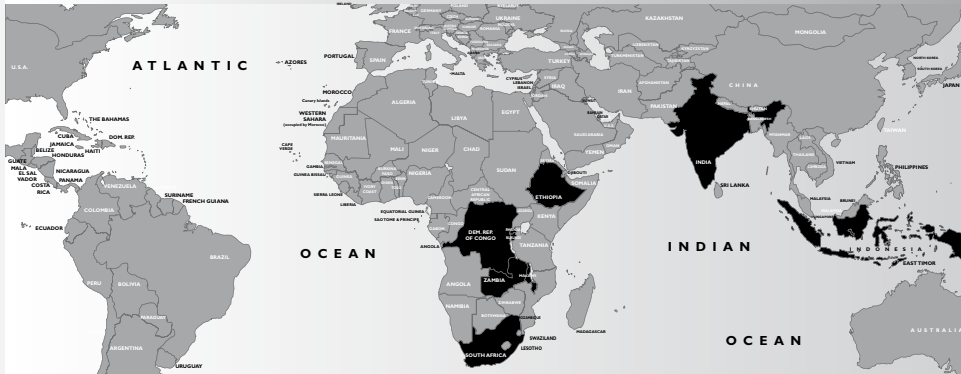 IRELAND
U.S.A.
ATLANTIC
AZORES
PORTUGAL
SPAIN
FRANCE
GERMANY
UKRAINE
KAZAKHSTAN
MONGOLIA
NORTH KOREA
SOUTH KOREA
JAPAN
MALTA
TURKEY
CYPRUS
LEBANON
ISRAEL
SYRIA
IRAQ
IRAN
AFGHANISTAN
PAKISTAN
CHINA
MOROCCO
Canary Islands
WESTERN
SAHARA
(occupied by Morocco)
ALGERIA
LIBYA
EGYPT
SAUDI ARABIA
YEMEN
THE BAHAMAS
CUBA
JAMAICA
DOM. REP.
HAITI
BELIZE
HONDURAS
GUATE
MALA
EL SAL
VADOR
NICARAGUA
COSTA
RICA
PANAMA
VENEZUELA
SURINAME
FRENCH GUIANA
COLOMBIA
ECUADOR
PERU
BRAZIL
BOLIVIA
PARAGUAY
ARGENTINA
URUGUAY
CAPE
VERDE
MAURITANIA
MALI
NIGER
CHAD
SUDAN
GAMBIA
GUINEA BISSAU
GUINEA
SIERRA LEONE
LIBERIA
IVORY
COAST
NIGERIA
CENTRAL
AFRICAN
REPUBLIC
DJIBOUTI
SOMALIA
ETHIOPIA
EQUATORIAL GUINEA
SAO TOME & PRINCIPE
DEM. REP.
OF CONGO
KENYA
TANZANIA
ANGOLA
ANGOLA
ZAMBIA
ZIMBABWE
NAMIBIA
BOTSWANA
MADAGASCAR
SWAZILAND
LESOTHO
SOUTH AFRICA
OCEAN
INDIA
SRI LANKA
TAIWAN
VIETNAM
PHILIPPINES
MALAYSIA
BRUNEI
INDONESIA
EAST TIMOR
INDIAN
OCEAN
AUSTRALIA